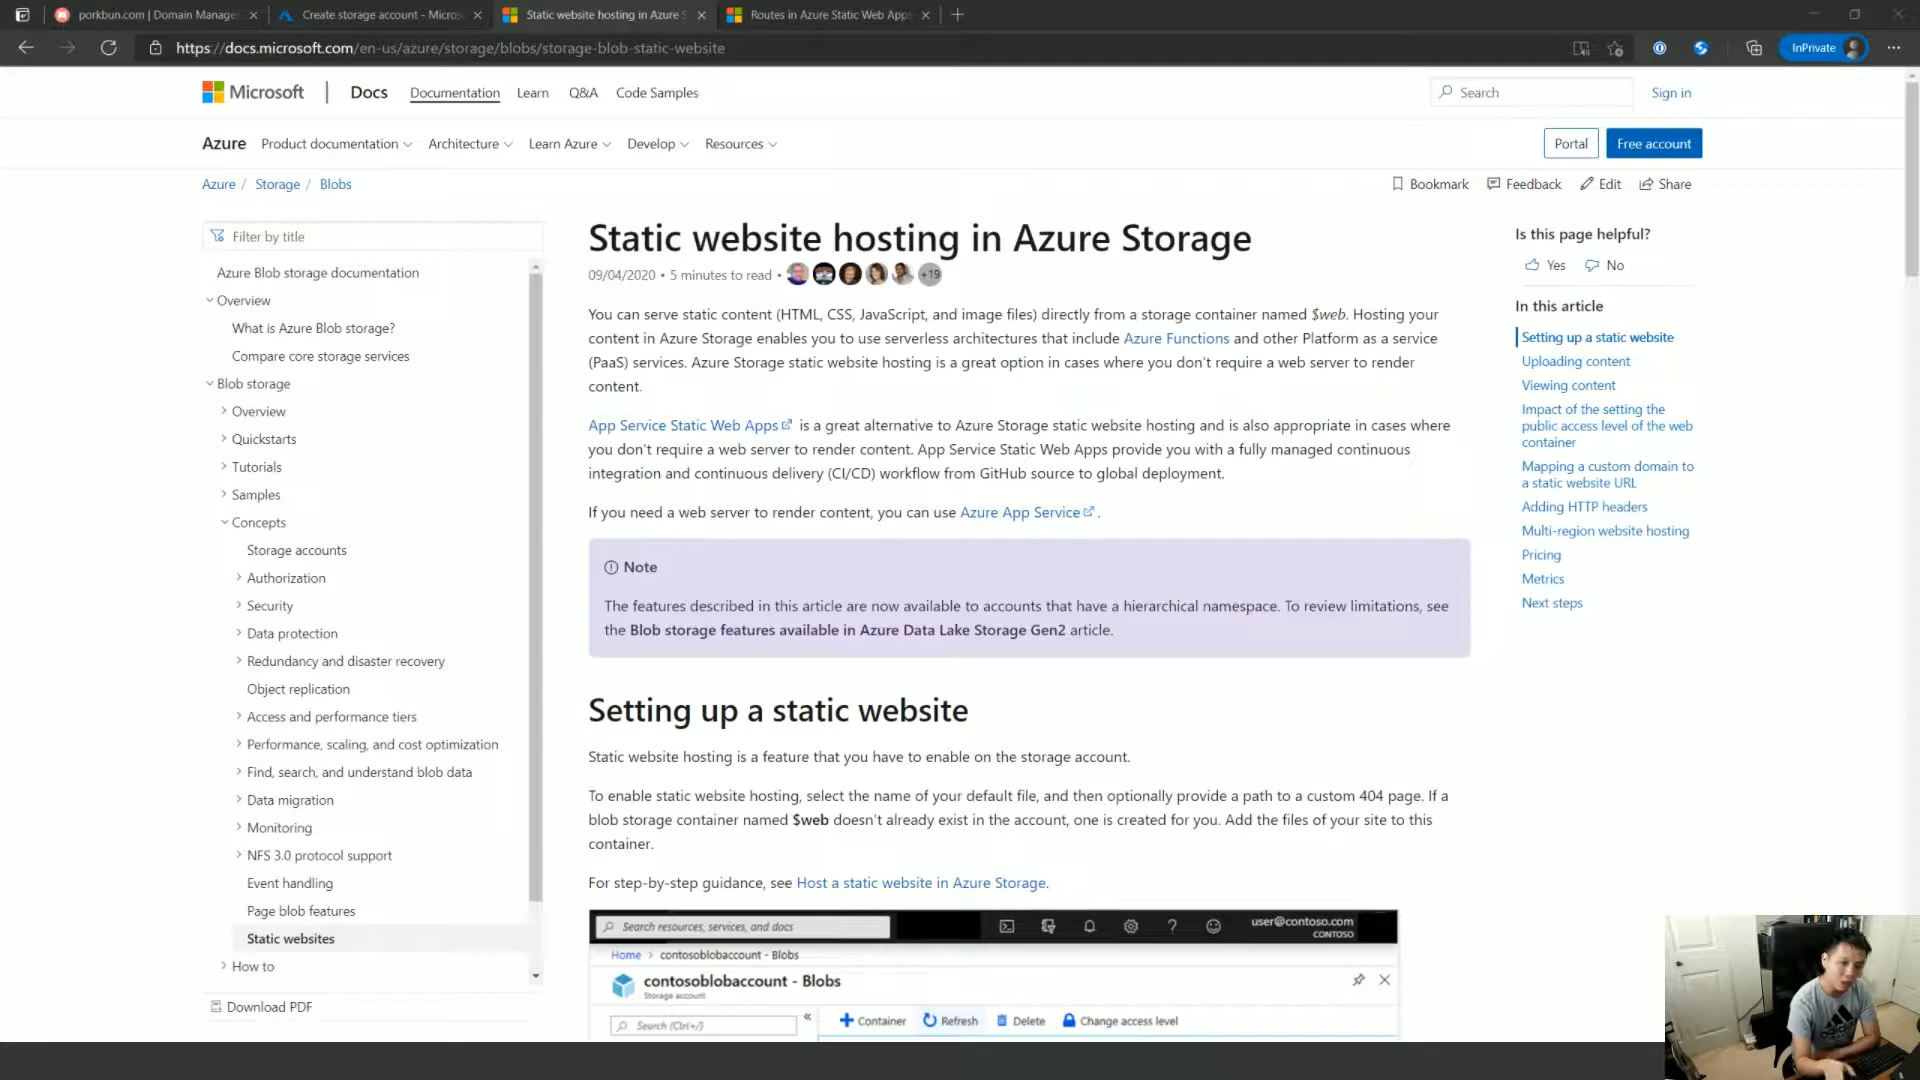 porkbun.com | Domain Manage
Create storage account - Micros
Static website hosting in Azure S
Routes in Azure Static Web Apps
https://docs.microsoft.com/en-us/azure/storage/blobs/storage-blob-static-website
InPrivate
Microsoft
Docs
Documentation
Learn
Q&A
Code Samples
Search
Sign in
Azure
Product documentation
Architecture
Learn Azure
Develop
Resources
Portal
Free account
Azure / Storage / Blobs
Bookmark
Feedback
Edit
Share
Filter by title
Azure Blob storage documentation
Overview
What is Azure Blob storage?
Compare core storage services
Blob storage
Overview
Quickstarts
Tutorials
Samples
Concepts
Storage accounts
Authorization
Security
Data protection
Redundancy and disaster recovery
Object replication
Access and performance tiers
Performance, scaling, and cost optimization
Find, search, and understand blob data
Data migration
Monitoring
NFS 3.0 protocol support
Event handling
Page blob features
Static websites
How to
Download PDF
Static website hosting in Azure Storage
09/04/2020 • 5 minutes to read •
+19
You can serve static content (HTML, CSS, JavaScript, and image files) directly from a storage container named $web. Hosting your
content in Azure Storage enables you to use serverless architectures that include Azure Functions and other Platform as a service
(PaaS) services. Azure Storage static website hosting is a great option in cases where you don't require a web server to render
content.
App Service Static Web Apps is a great alternative to Azure Storage static website hosting and is also appropriate in cases where
you don't require a web server to render content. App Service Static Web Apps provide you with a fully managed continuous
integration and continuous delivery (CI/CD) workflow from GitHub source to global deployment.
If you need a web server to render content, you can use Azure App Service.
Note
The features described in this article are now available to accounts that have a hierarchical namespace. To review limitations, see
the Blob storage features available in Azure Data Lake Storage Gen2 article.
Setting up a static website
Static website hosting is a feature that you have to enable on the storage account.
To enable static website hosting, select the name of your default file, and then optionally provide a path to a custom 404 page. If a
blob storage container named $web doesn't already exist in the account, one is created for you. Add the files of your site to this
container.
For step-by-step guidance, see Host a static website in Azure Storage.
Search resources, services, and docs
user@contoso.com
CONTOSO
Home > contosoblobaccount - Blobs
contosoblobaccount - Blobs
Storage account
Search (Ctrl+/)
Container
Refresh
Delete
Change access level
Is this page helpful?
Yes
No
In this article
Setting up a static website
Uploading content
Viewing content
Impact of the setting the
public access level of the web
container
Mapping a custom domain to
a static website URL
Adding HTTP headers
Multi-region website hosting
Pricing
Metrics
Next steps
adidas